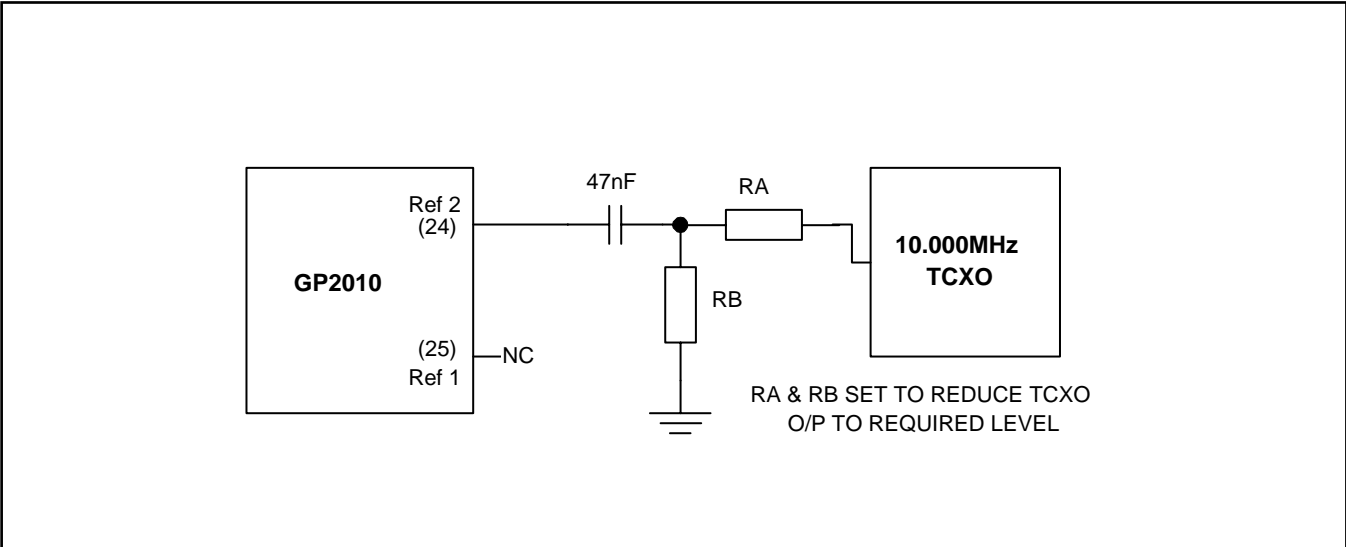 47nF
RA
Ref 2
(24)
10.000MHz
TCXO
GP2010
RB
(25)
NC
Ref 1
RA & RB SET TO REDUCE TCXO
O/P TO REQUIRED LEVEL